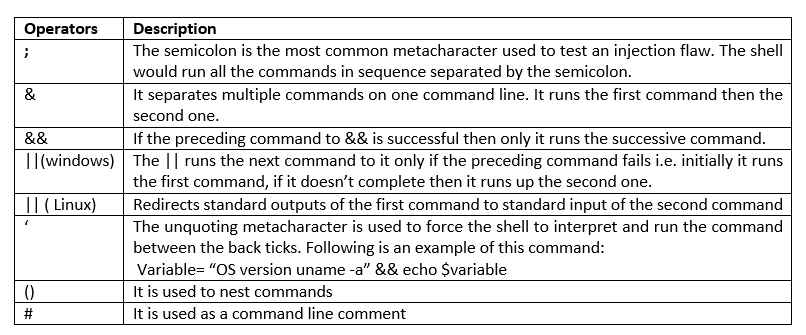 Operators Description
; The semicolon is the most common metacharacter used to test an injection flaw. The shell
would run all the commands in sequence separated by the semicolon.
& It separates multiple commands on one command line. It runs the first command then the
second one.
&& If the preceding command to && is successful then only it runs the successive command.
||(windows) The || runs the next command to it only if the preceding command fails i.e. initially it runs
the first command, if it doesn’t complete then it runs up the second one.
|| ( Linux) Redirects standard outputs of the first command to standard input of the second command
‘ The unquoting metacharacter is used to force the shell to interpret and run the command
between the back ticks. Following is an example of this command:
Variable= “OS version uname -a” && echo $variable
() It is used to nest commands
# It is used as a command line comment